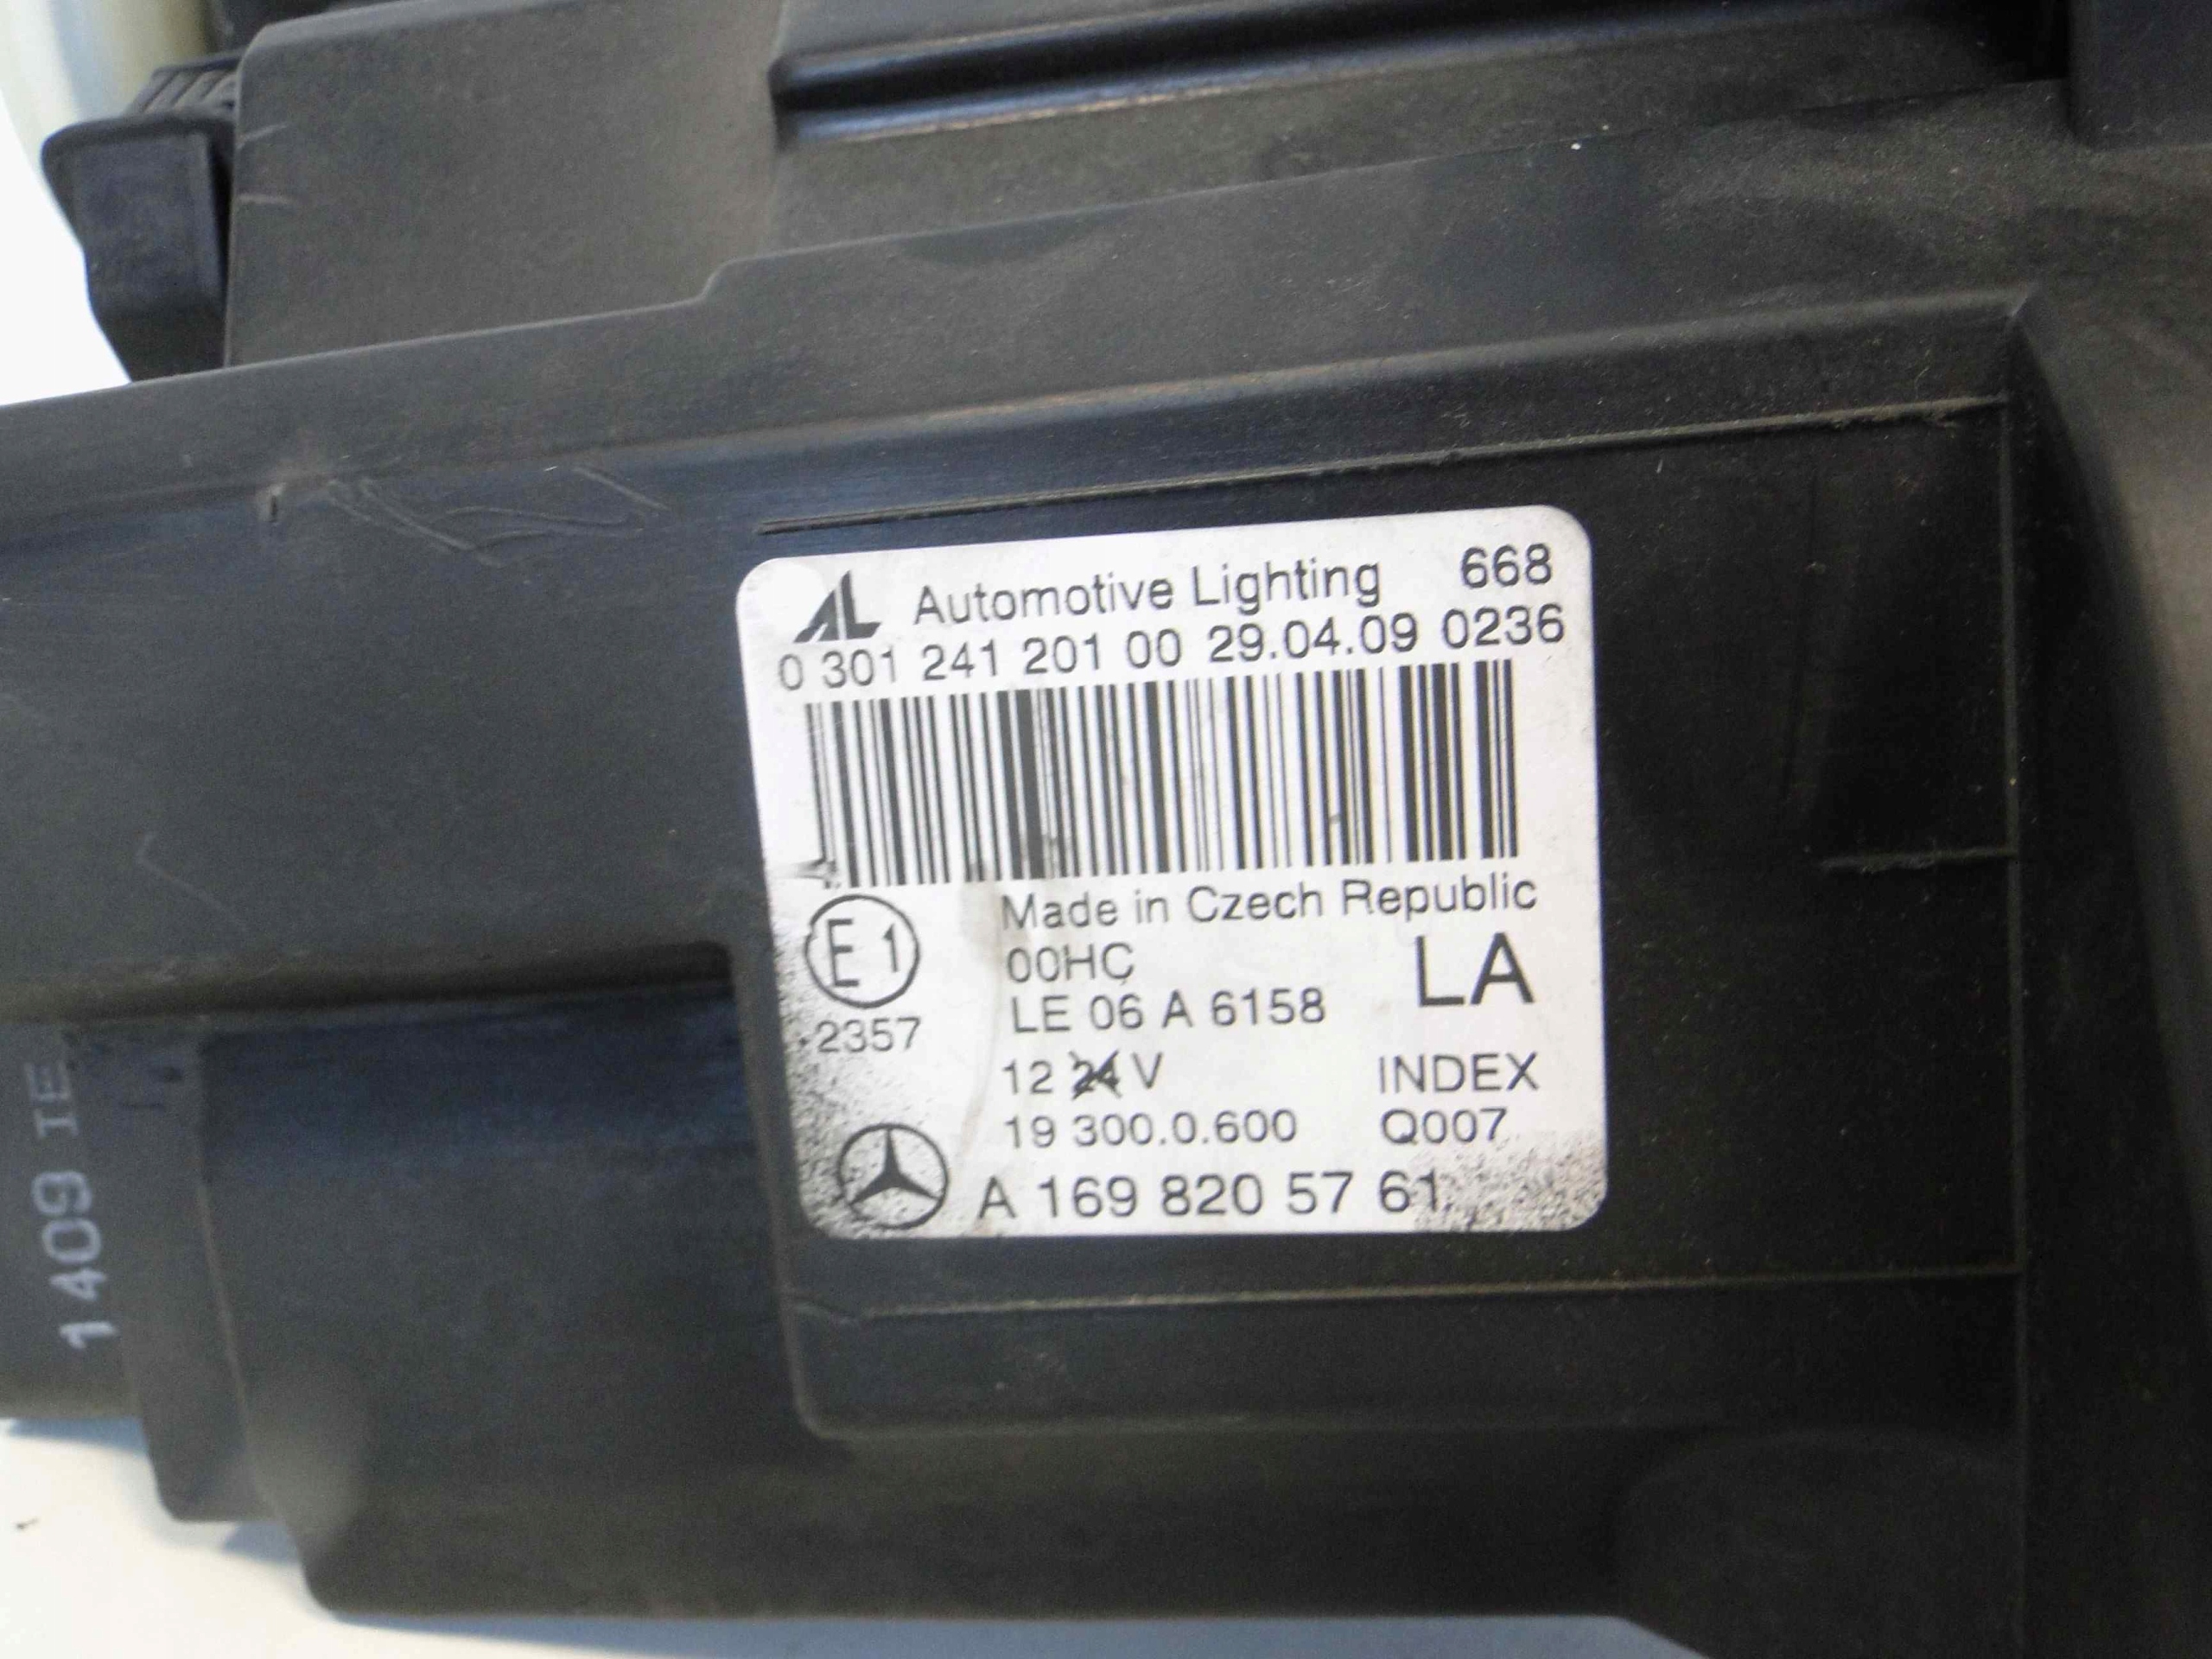 AL Automotive Lighting 668
0 301 241 201 00 29.04.09 0236
Made in Czech Republic
E1
00HC
LA
LE 06 A 6158
2357
12 24 V
INDEX
19 300.0.600
Q007
A 169 820 57 61
1409 IE